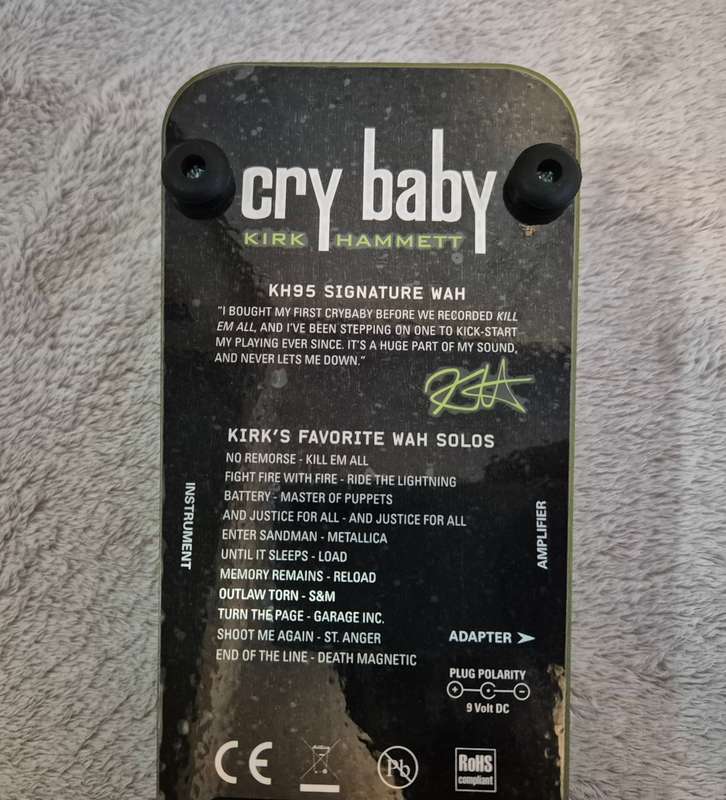 cry baby
KIRK HAMMETT
KH95 SIGNATURE WAH
"I BOUGHT MY FIRST CRYBABY BEFORE WE RECORDED KILL
EM ALL, AND I'VE BEEN STEPPING ON ONE TO KICK-START
MY PLAYING EVER SINCE. IT'S A HUGE PART OF MY SOUND,
AND NEVER LETS ME DOWN."
KIRK'S FAVORITE WAH SOLOS
NO REMORSE - KILL EM ALL
FIGHT FIRE WITH FIRE - RIDE THE LIGHTNING
BATTERY - MASTER OF PUPPETS
AND JUSTICE FOR ALL - AND JUSTICE FOR ALL
ENTER SANDMAN - METALLICA
UNTIL IT SLEEPS - LOAD
MEMORY REMAINS - RELOAD
OUTLAW TORN - S&M
TURN THE PAGE - GARAGE INC.
SHOOT ME AGAIN - ST. ANGER
END OF THE LINE - DEATH MAGNETIC
INSTRUMENT
AMPLIFIER
ADAPTER
PLUG POLARITY
+ -
9 Volt DC
CE
Pb
RoHS
compliant